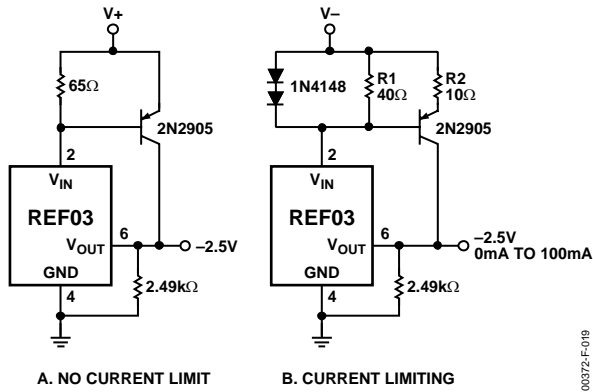 V+
65Ω
2N2905
2
VIN
REF03
VOUT
6
–2.5V
GND
4
2.49kΩ
A. NO CURRENT LIMIT
V–
1N4148
R1
40Ω
R2
10Ω
2N2905
2
VIN
REF03
VOUT
6
–2.5V
0mA TO 100mA
GND
4
2.49kΩ
B. CURRENT LIMITING
00372-F-019